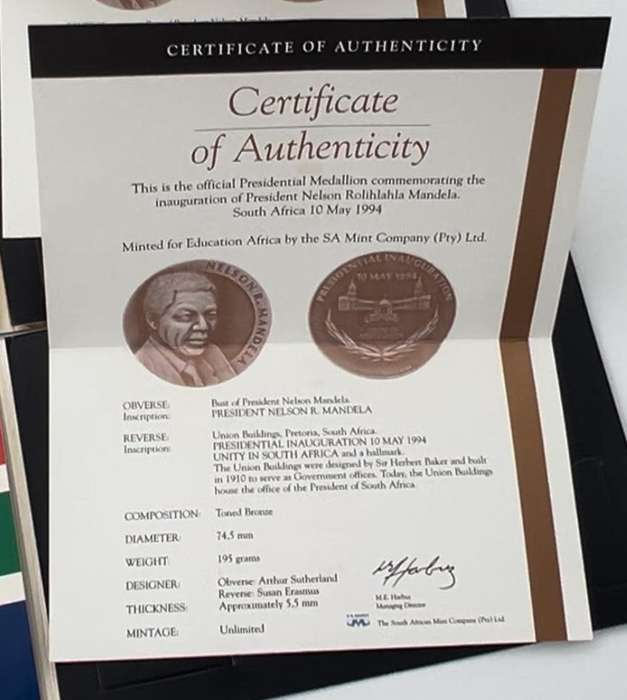 CERTIFICATE OF AUTHENTICITY
Certificate
of Authenticity
This is the official Presidential Medallion commemorating the
inauguration of President Nelson Rolihlahla Mandela.
South Africa 10 May 1994
Minted for Education Africa by the SA Mint Company (Pty) Ltd.
NELSON R. MANDELA
PRESIDENTIAL INAUGURATION
10 MAY 1994
OBVERSE: Bust of President Nelson Mandela
Inscription: PRESIDENT NELSON R. MANDELA
REVERSE: Union Buildings, Pretoria, South Africa.
Inscription: PRESIDENTIAL INAUGURATION 10 MAY 1994
UNITY IN SOUTH AFRICA and a hallmark.
The Union Buildings were designed by Sir Herbert Baker and built
in 1910 to serve as Government offices. Today, the Union Buildings
house the office of the President of South Africa.
COMPOSITION: Toned Bronze
DIAMETER: 74.5 mm
WEIGHT: 195 grams
DESIGNER: Obverse: Arthur Sutherland
Reverse: Susan Erasmus
THICKNESS: Approximately 5.5 mm
MINTAGE: Unlimited
M.E.
Managing Director
The South African Mint Company (Pty) Ltd.